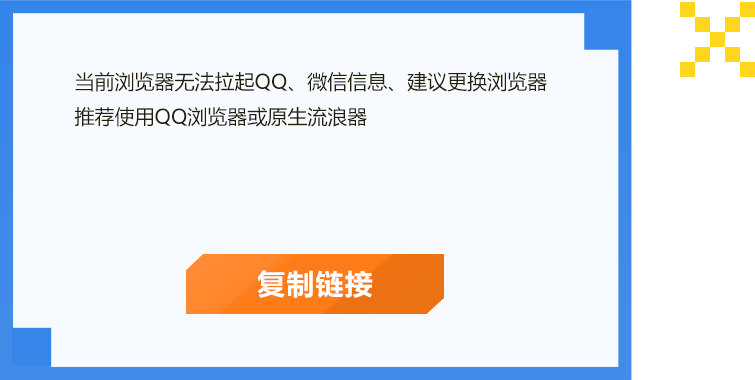 当前浏览器无法拉起QQ、微信信息、建议更换浏览器
推荐使用QQ浏览器或原生流浪器
复制链接